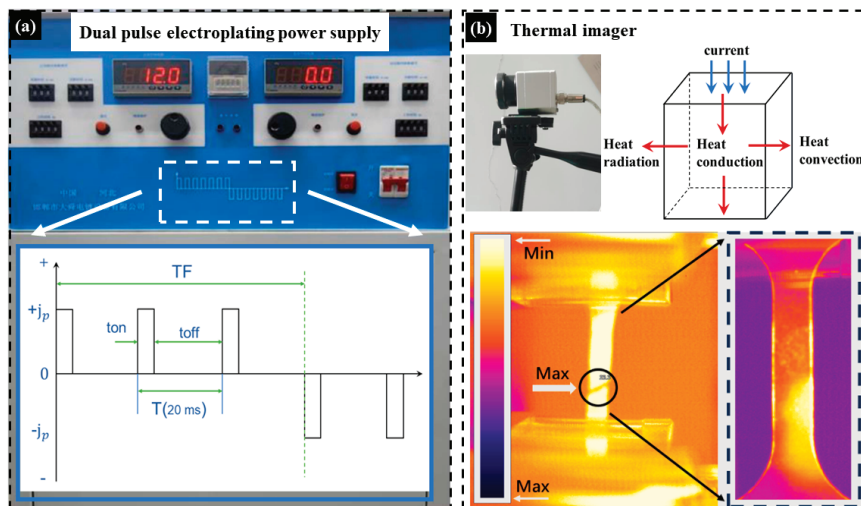 (a)
Dual pulse electroplating power supply
12.0
0.0
+
TF
+jₚ
ton
toff
0
T(20 ms)
-jₚ
-
(b) Thermal imager
current
Heat radiation
Heat conduction
Heat convection
Min
Max
Max